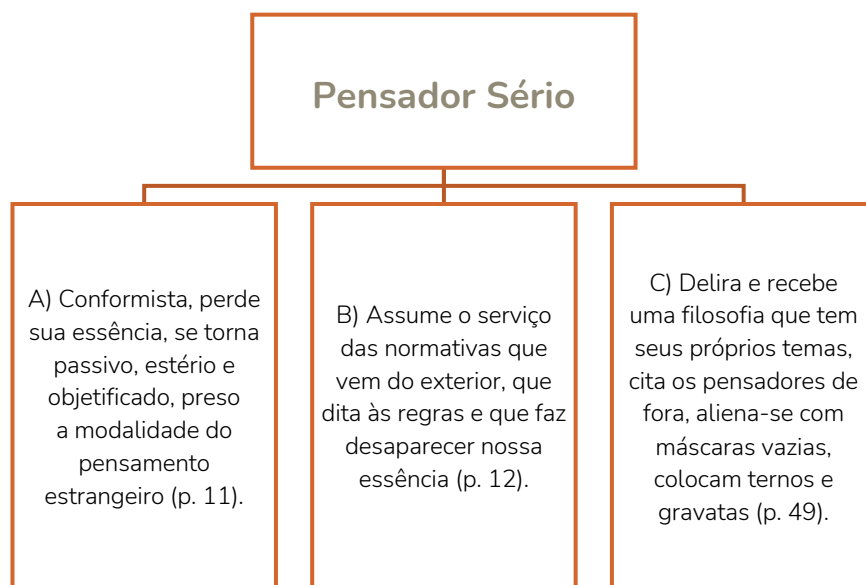 Pensador Sério
A) Conformista, perde
sua essência, se torna
passivo, estério e
objetificado, preso
a modalidade do
pensamento
estrangeiro (p. 11).
B) Assume o serviço
das normativas que
vem do exterior, que
dita às regras e que faz
desaparecer nossa
essência (p. 12).
C) Delira e recebe
uma filosofia que tem
seus próprios temas,
cita os pensadores de
fora, aliena-se com
máscaras vazias,
colocam ternos e
gravatas (p. 49).